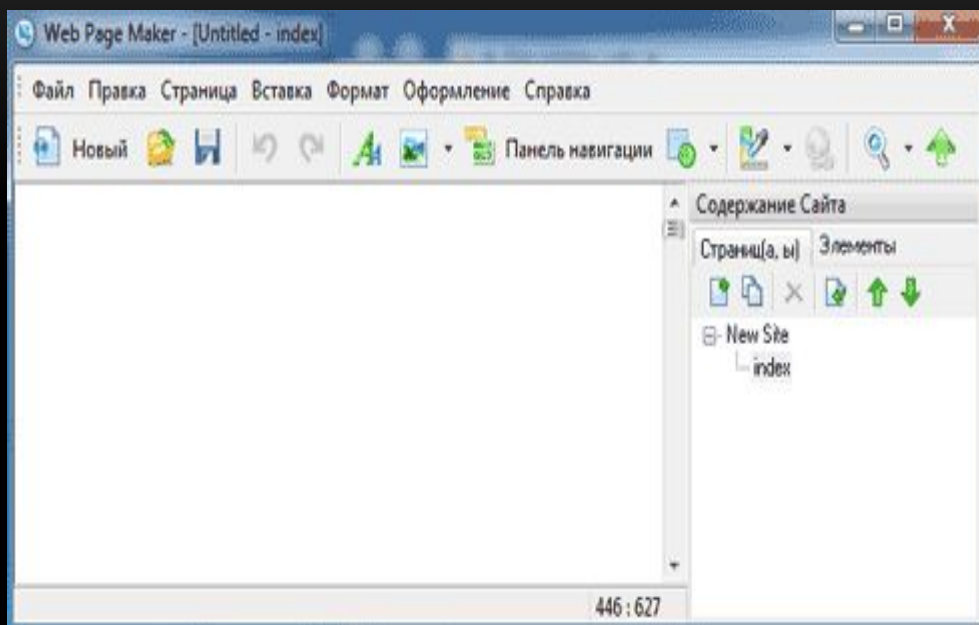 Web Page Maker - [Untitled - index]
Файл Правка Страница Вставка Формат Оформление Справка
Новый Панель навигации
Содержание Сайта
Страниц(а, ы) Элементы
New Site
index
446 : 627